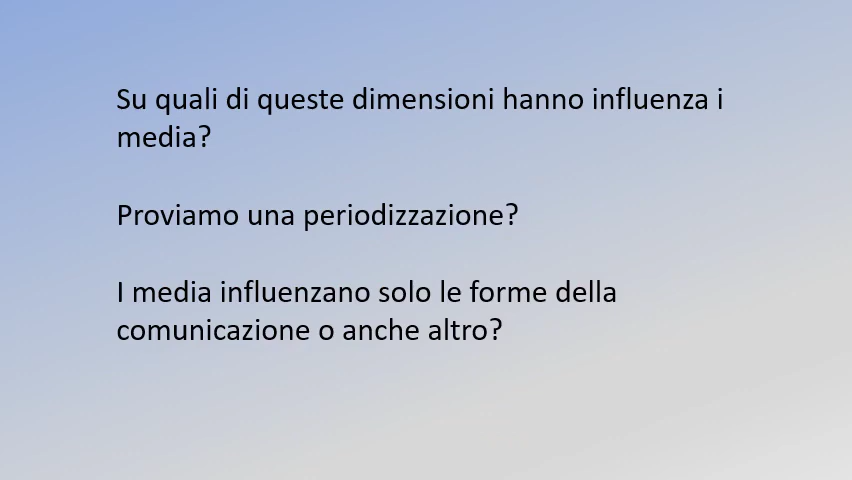 Su quali di queste dimensioni hanno influenza i
media?
Proviamo una periodizzazione?
I media influenzano solo le forme della
comunicazione o anche altro?